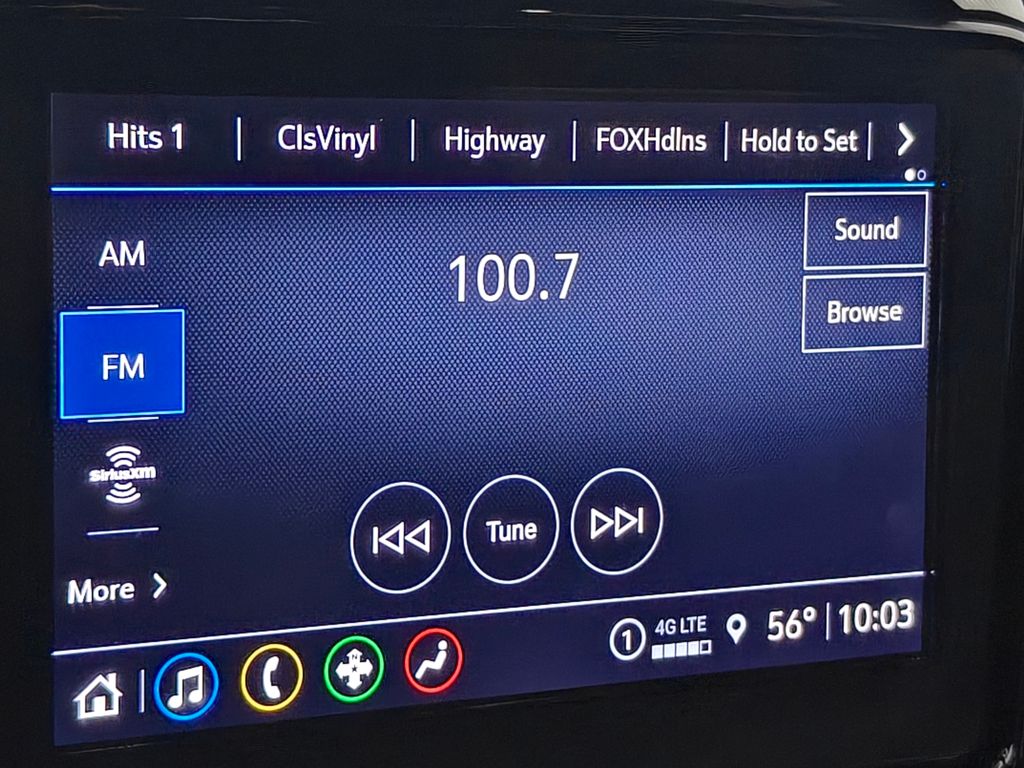 Hits 1 | ClsVinyl | Highway | FOXHdlns | Hold to Set |
AM
100.7
Sound
Browse
FM
SiriusXm
Tune
More
1 4G LTE 56° | 10:03